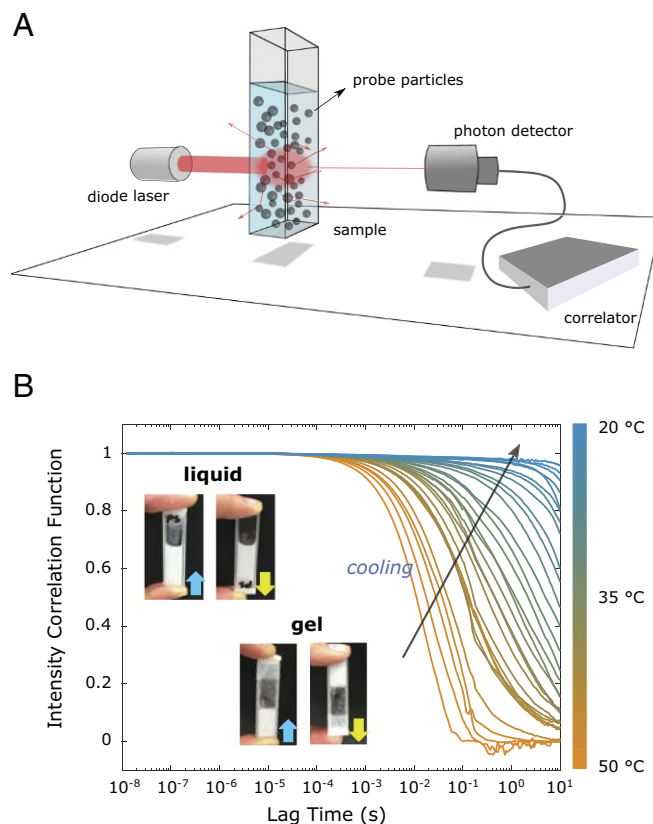 A
probe particles
photon detector
diode laser
sample
correlator
B
Intensity Correlation Function
1
0.8
0.6
0.4
0.2
0
liquid
gel
cooling
20 °C
35 °C
50 °C
10⁻⁸ 10⁻⁷ 10⁻⁶ 10⁻⁵ 10⁻⁴ 10⁻³ 10⁻² 10⁻¹ 10⁰ 10¹
Lag Time (s)